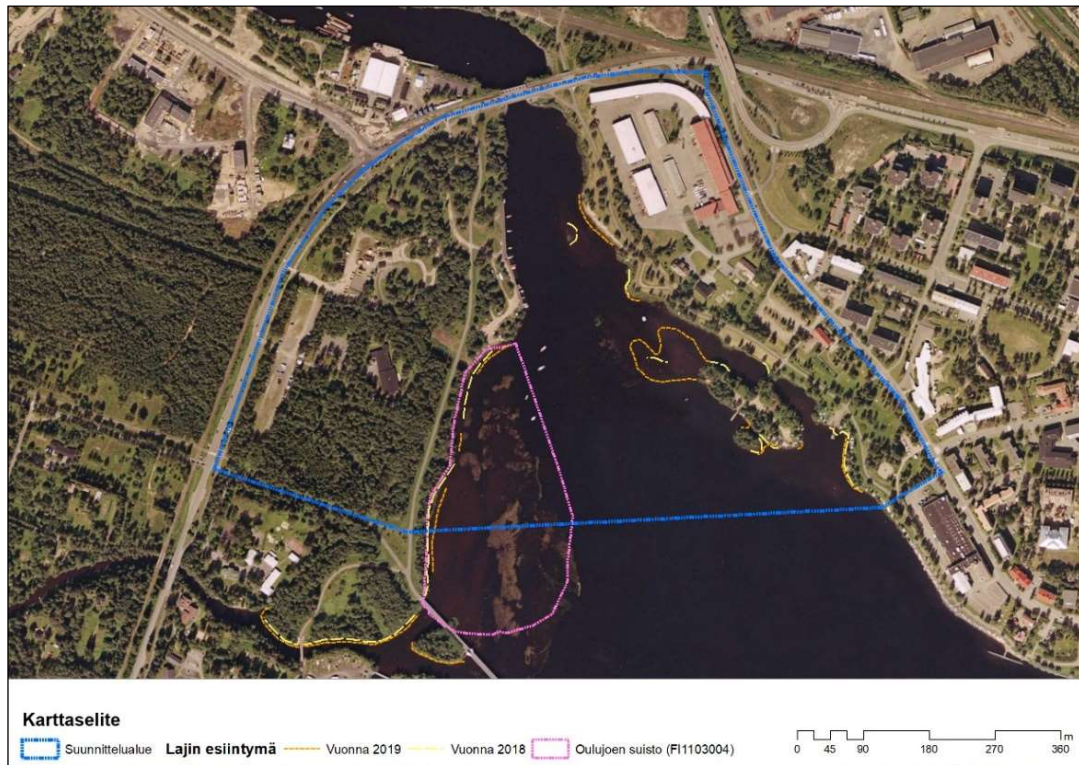 Karttaselite
Suunnittelualue Lajin esiintymä Vuonna 2019 Vuonna 2018 Oulujoen suisto (FI1103004)
m
0 45 90 180 270 360